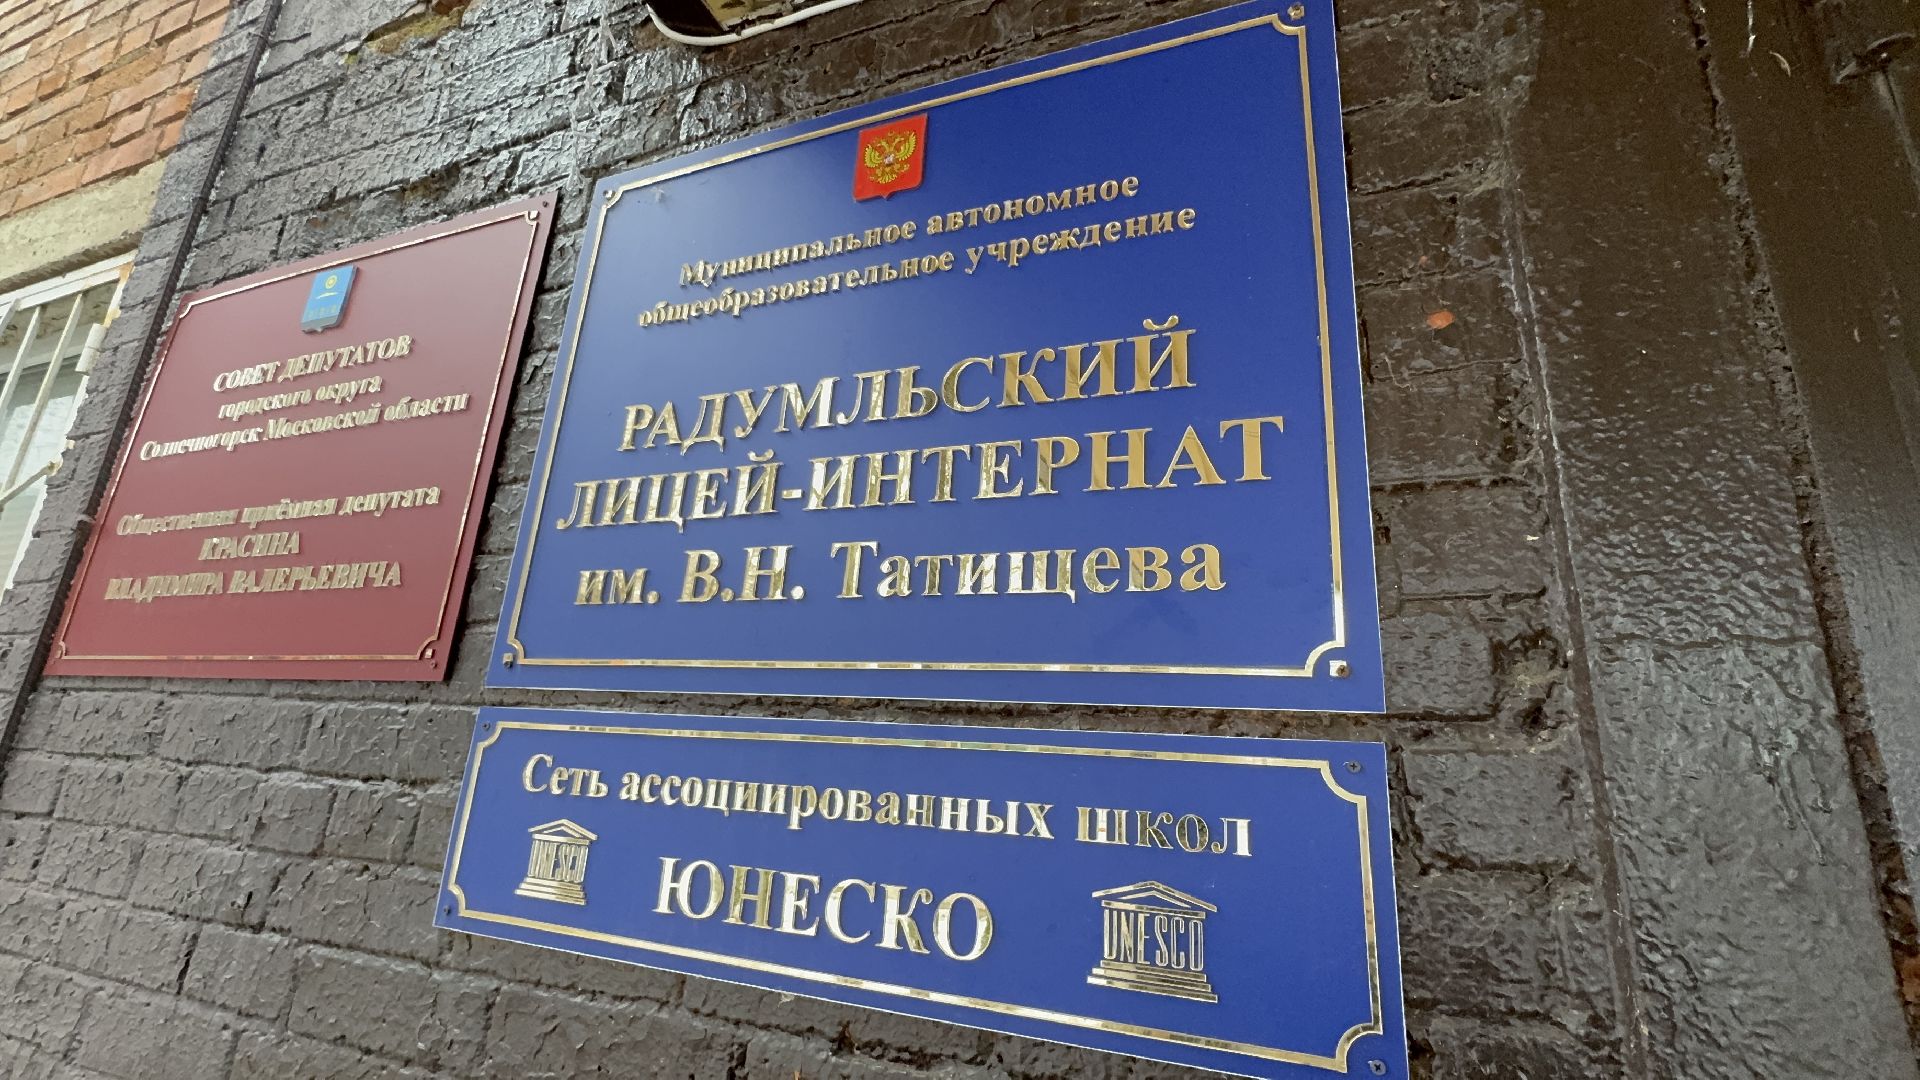 СОВЕТ ДЕПУТАТОВ
городского округа
Солнечногорск Московской области
Общественная приёмная депутата
КРАСИНА
ВЛАДИМИРА ВАЛЕРЬЕВИЧА
Муниципальное автономное
общеобразовательное учреждение
РАДУМЛЬСКИЙ
ЛИЦЕЙ-ИНТЕРНАТ
им. В.Н. Татищева
Сеть ассоциированных школ
ЮНЕСКО
UNESCO
UNESCO